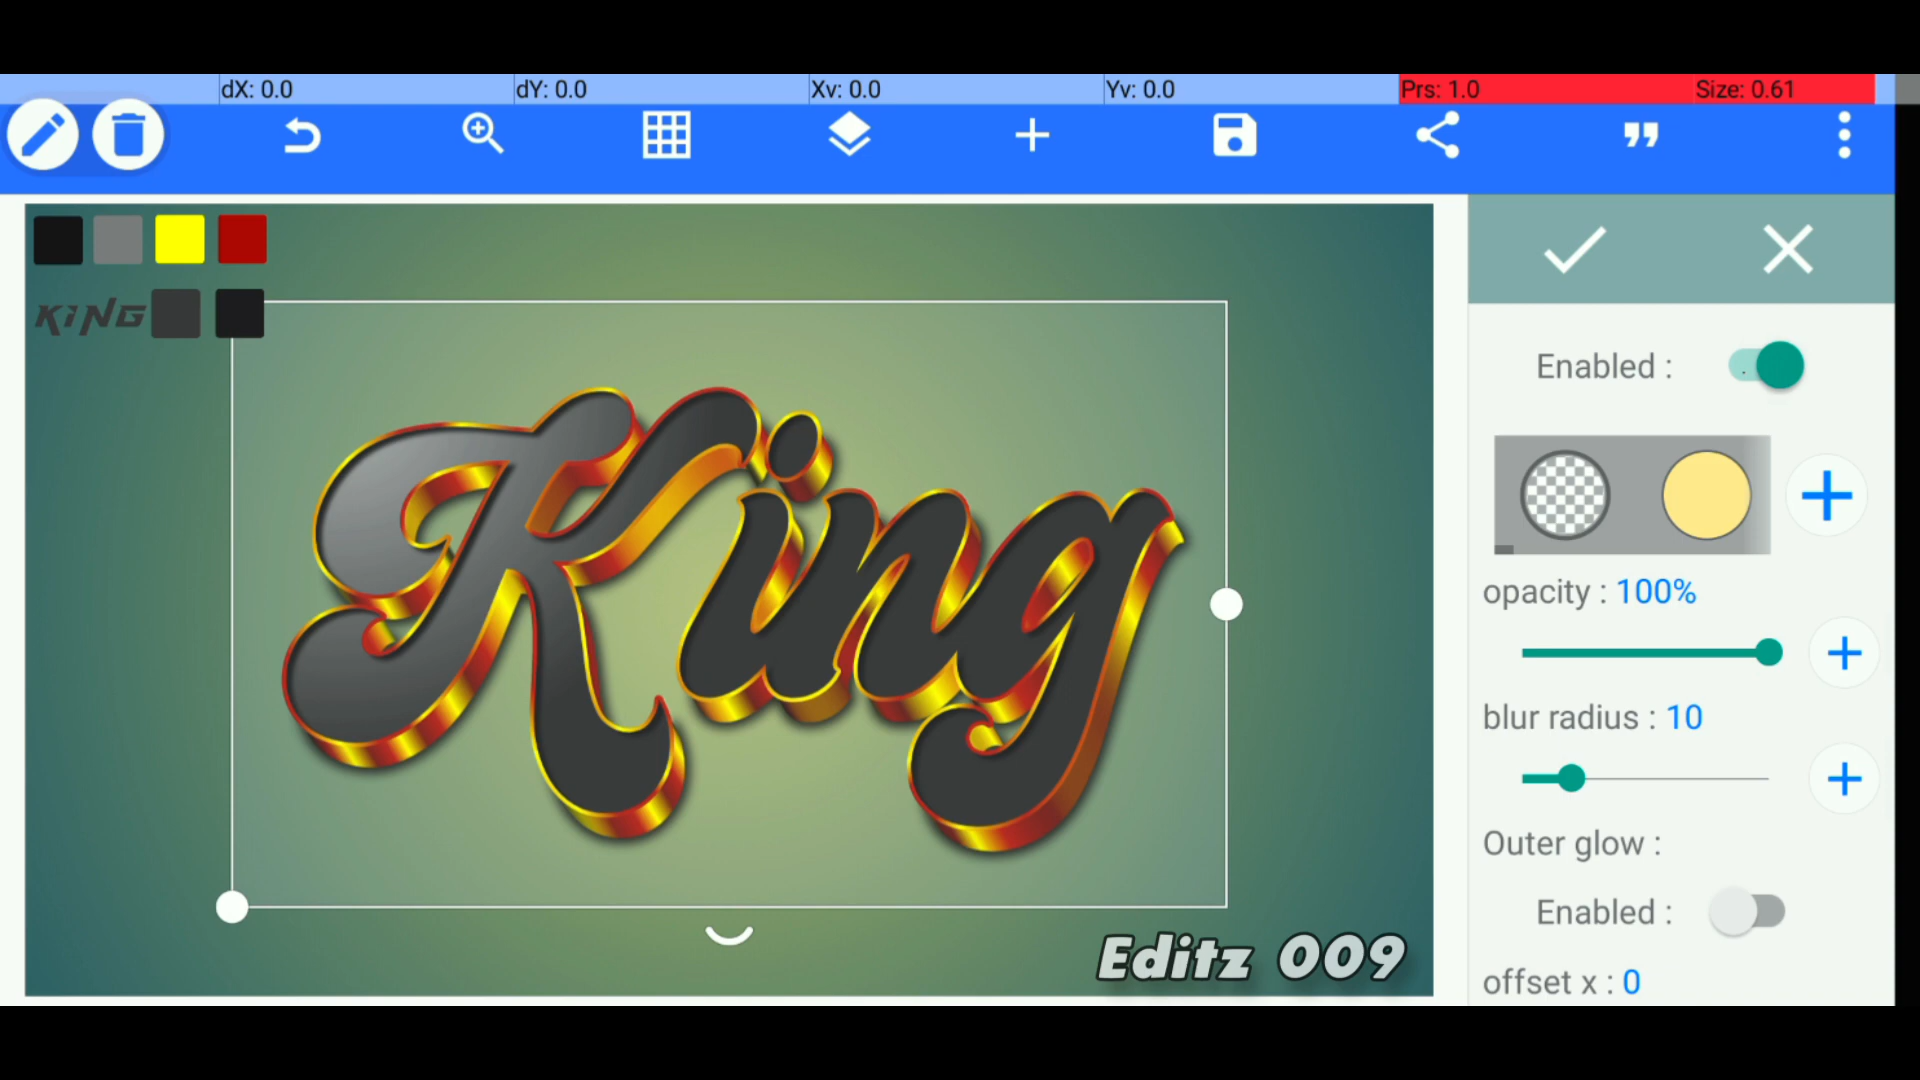 dX: 0.0 dY: 0.0 Xv: 0.0 Yv: 0.0 Prs: 1.0 Size: 0.61
KiNG
King
Editz 009
Enabled :
opacity : 100%
blur radius : 10
Outer glow :
Enabled :
offset x : 0